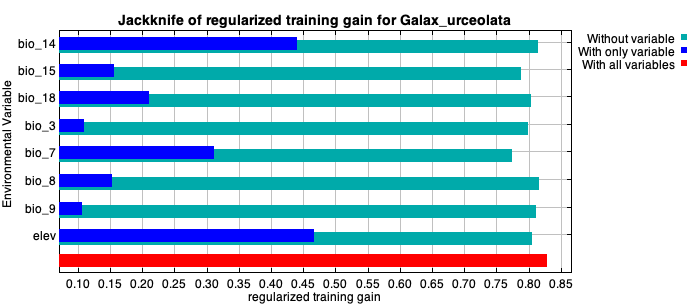 Jackknife of regularized training gain for Galax_urceolata
Without variable
With only variable
With all variables
Environmental Variable
bio_14
bio_15
bio_18
bio_3
bio_7
bio_8
bio_9
elev
0.10 0.15 0.20 0.25 0.30 0.35 0.40 0.45 0.50 0.55 0.60 0.65 0.70 0.75 0.80 0.85
regularized training gain